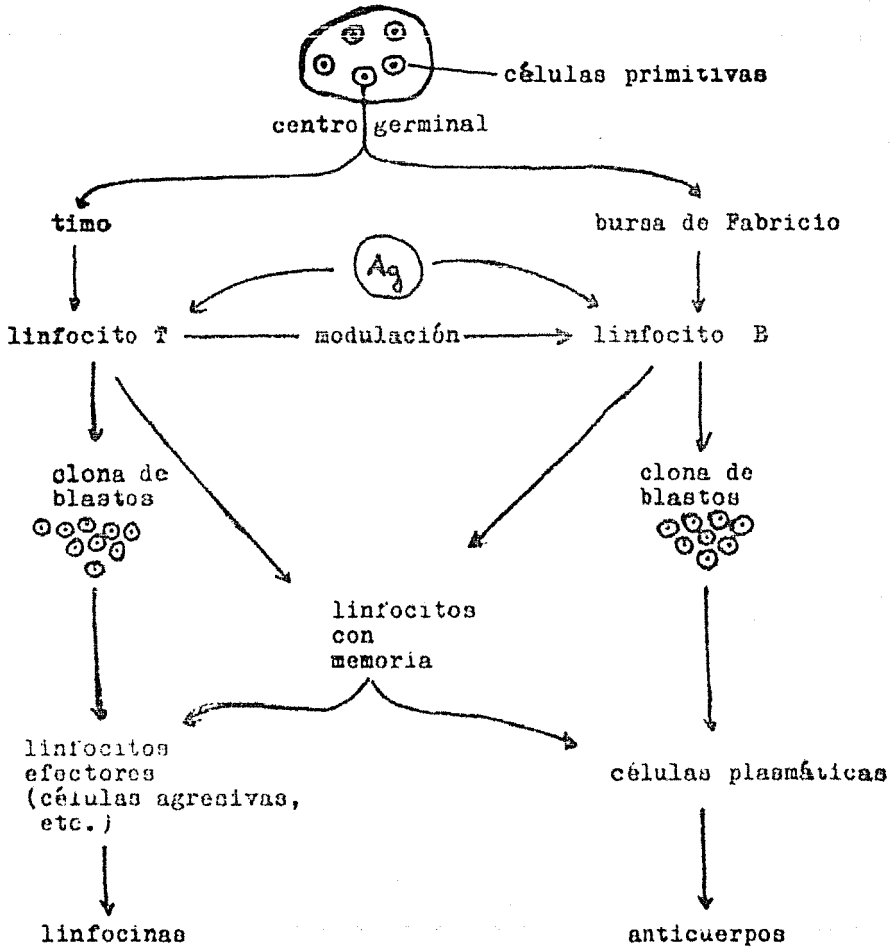 células primitivas
centro germinal
timo
bursa de Fabricio
Ag
linfocito T
modulación
linfocito B
clona de
blastos
clona de
blastos
linfocitos
con
memoria
linfocitos
efectores
(células agresivas,
etc.)
células plasmáticas
linfocinas
anticuerpos